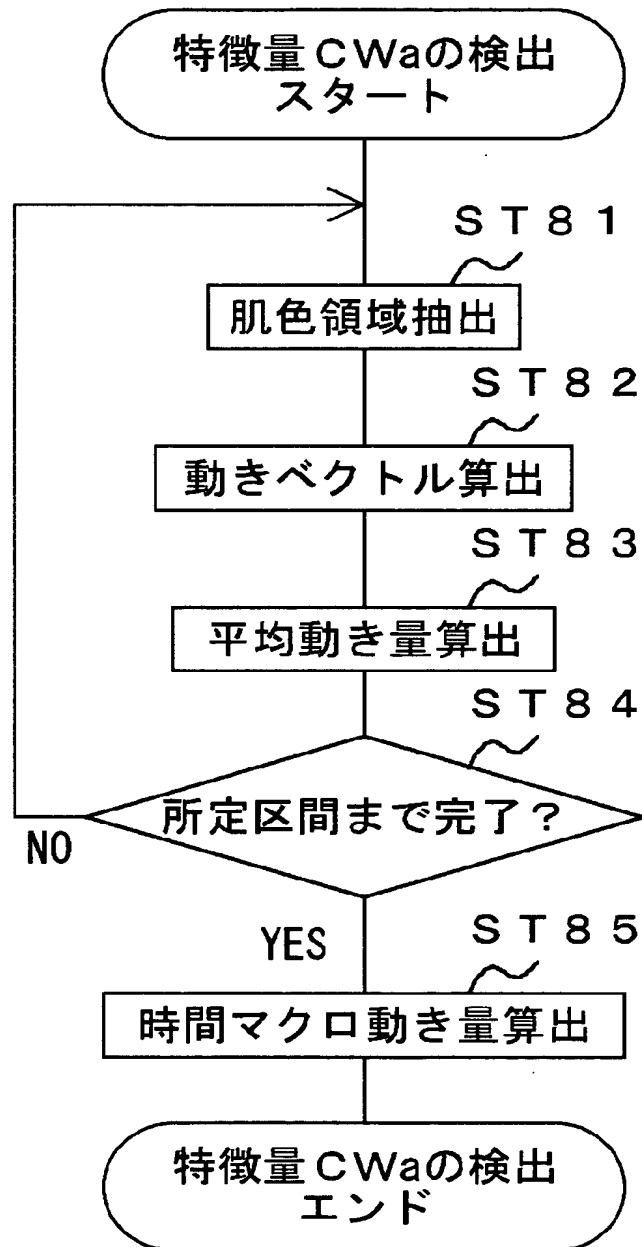 特徴量CWaの検出
スタート
ST81
肌色領域抽出
ST82
動きベクトル算出
ST83
平均動き量算出
ST84
所定区間まで完了?
NO
YES
ST85
時間マクロ動き量算出
特徴量CWaの検出
エンド